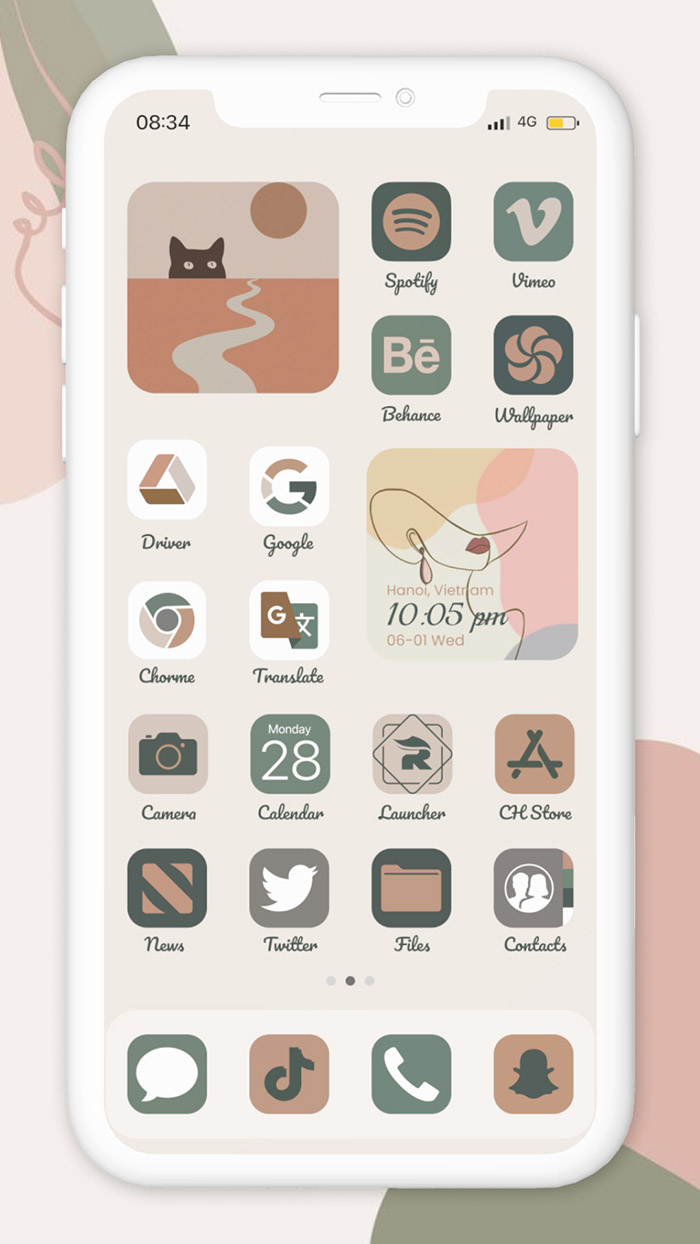 08:34
4G
Spotify
Vimeo
Bē
Behance
Wallpaper
Driver
Google
Hanoi, Vietnam
10:05 pm
06-01 Wed
G 文
Chorme
Translate
Monday
28
R
Camera
Calendar
Launcher
CH Store
News
Twitter
Files
Contacts